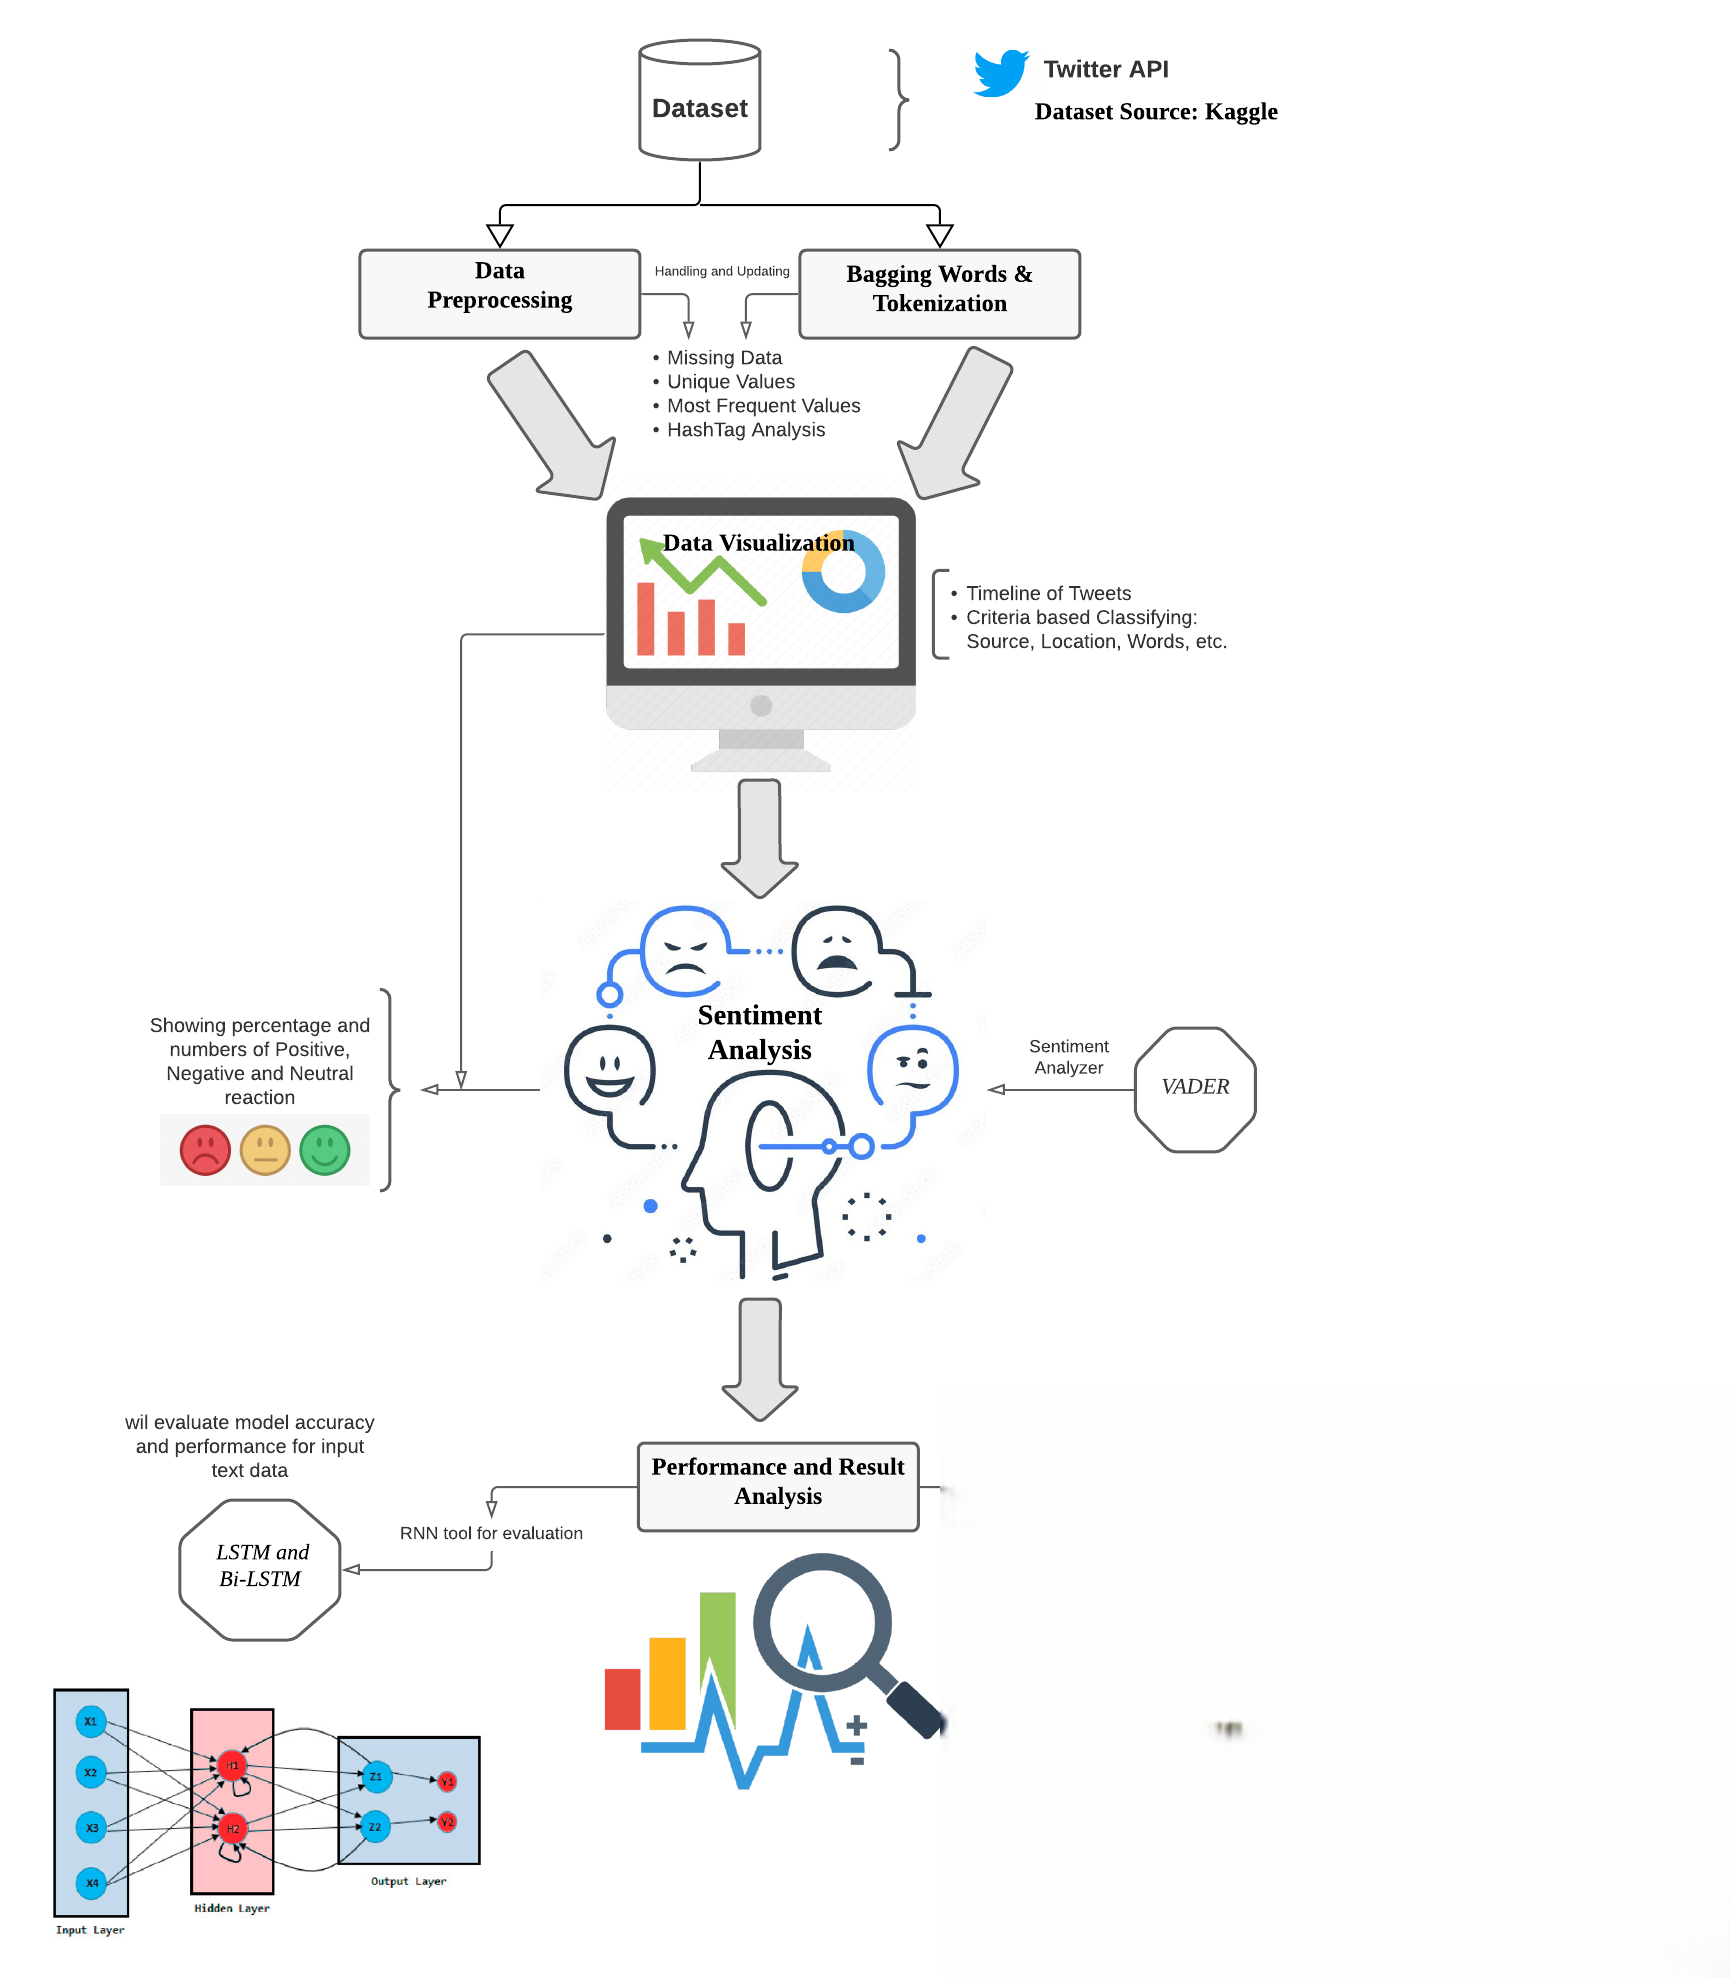 Dataset
Twitter API
Dataset Source: Kaggle
Data
Preprocessing
Handling and Updating
Bagging Words &
Tokenization
• Missing Data
• Unique Values
• Most Frequent Values
• HashTag Analysis
Data Visualization
• Timeline of Tweets
• Criteria based Classifying:
Source, Location, Words, etc.
Sentiment
Analysis
Showing percentage and
numbers of Positive,
Negative and Neutral
reaction
Sentiment
Analyzer
VADER
wil evaluate model accuracy
and performance for input
text data
Performance and Result
Analysis
RNN tool for evaluation
LSTM and
Bi-LSTM
X1
X2
X3
X4
H1
H2
Z1
Z2
Y1
Y2
Input Layer
Hidden Layer
Output Layer